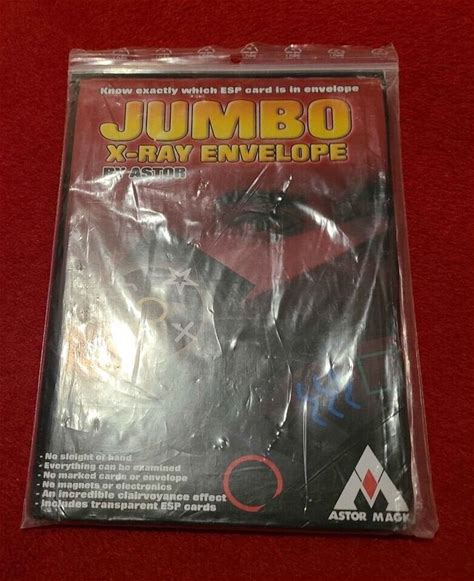 Know exactly which ESP card is in envelope
JUMBO
X-RAY ENVELOPE
BY ASTOR
- No sleight of hand
- Everything can be examined
- No marked cards or envelope
- No magnets or electronics
- An incredible clairvoyance effect
- Includes transparent ESP cards
ASTOR MAGIC